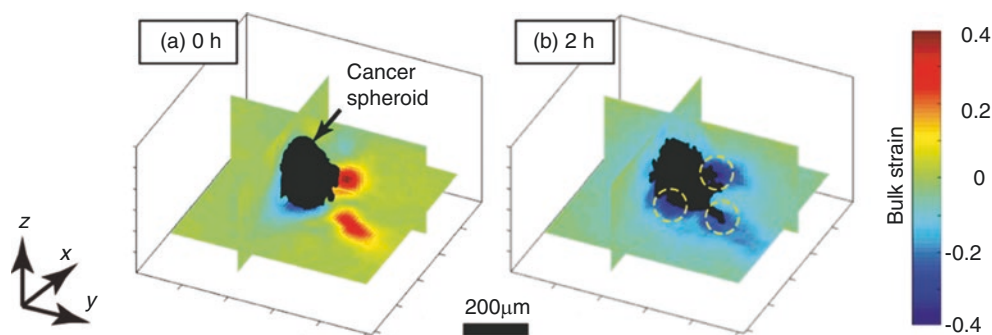 (a) 0 h
Cancer
spheroid
(b) 2 h
z
x
y
200μm
Bulk strain
0.4
0.2
0
-0.2
-0.4